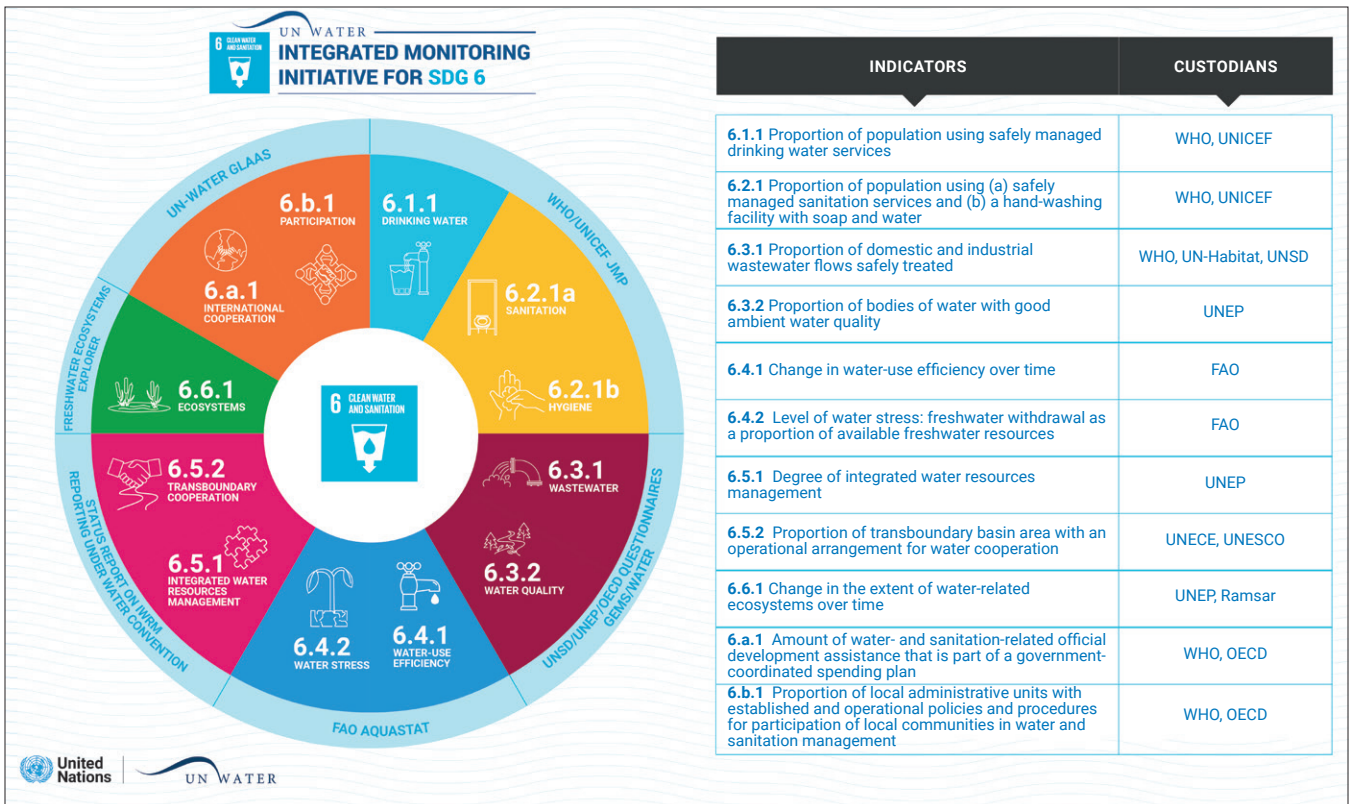 UN WATER
6 CLEAN WATER
AND SANITATION
INTEGRATED MONITORING
INITIATIVE FOR SDG 6
UN-WATER GLAAS
WHO/UNICEF JMP
UNSD/UNEP/OECD QUESTIONNAIRES
GEMS/WATER
FAO AQUASTAT
STATUS REPORT ON IWRM
REPORTING UNDER WATER CONVENTION
FRESHWATER ECOSYSTEMS
EXPLORER
6.b.1
PARTICIPATION
6.1.1
DRINKING WATER
6.a.1
INTERNATIONAL
COOPERATION
6.2.1a
SANITATION
6.6.1
ECOSYSTEMS
6.2.1b
HYGIENE
6 CLEAN WATER
AND SANITATION
6.5.2
TRANSBOUNDARY
COOPERATION
6.3.1
WASTEWATER
6.5.1
INTEGRATED WATER
RESOURCES
MANAGEMENT
6.3.2
WATER QUALITY
6.4.2
WATER STRESS
6.4.1
WATER-USE
EFFICIENCY
United
Nations
UN WATER
INDICATORS
CUSTODIANS
6.1.1 Proportion of population using safely managed
drinking water services
WHO, UNICEF
6.2.1 Proportion of population using (a) safely
managed sanitation services and (b) a hand-washing
facility with soap and water
WHO, UNICEF
6.3.1 Proportion of domestic and industrial
wastewater flows safely treated
WHO, UN-Habitat, UNSD
6.3.2 Proportion of bodies of water with good
ambient water quality
UNEP
6.4.1 Change in water-use efficiency over time
FAO
6.4.2 Level of water stress: freshwater withdrawal as
a proportion of available freshwater resources
FAO
6.5.1 Degree of integrated water resources
management
UNEP
6.5.2 Proportion of transboundary basin area with an
operational arrangement for water cooperation
UNECE, UNESCO
6.6.1 Change in the extent of water-related
ecosystems over time
UNEP, Ramsar
6.a.1 Amount of water- and sanitation-related official
development assistance that is part of a government-
coordinated spending plan
WHO, OECD
6.b.1 Proportion of local administrative units with
established and operational policies and procedures
for participation of local communities in water and
sanitation management
WHO, OECD